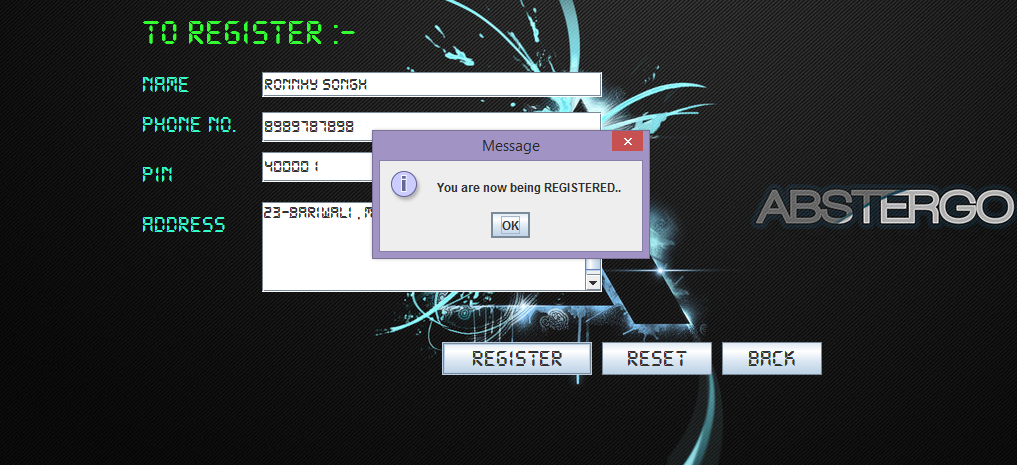 TO REGISTER :-
NAME
RONNXY SONGH
PHONE NO.
8989787898
PIN
400001
ADDRESS
23-BARIWALI , M
Message
You are now being REGISTERED..
OK
ABSTERGO
REGISTER
RESET
BACK